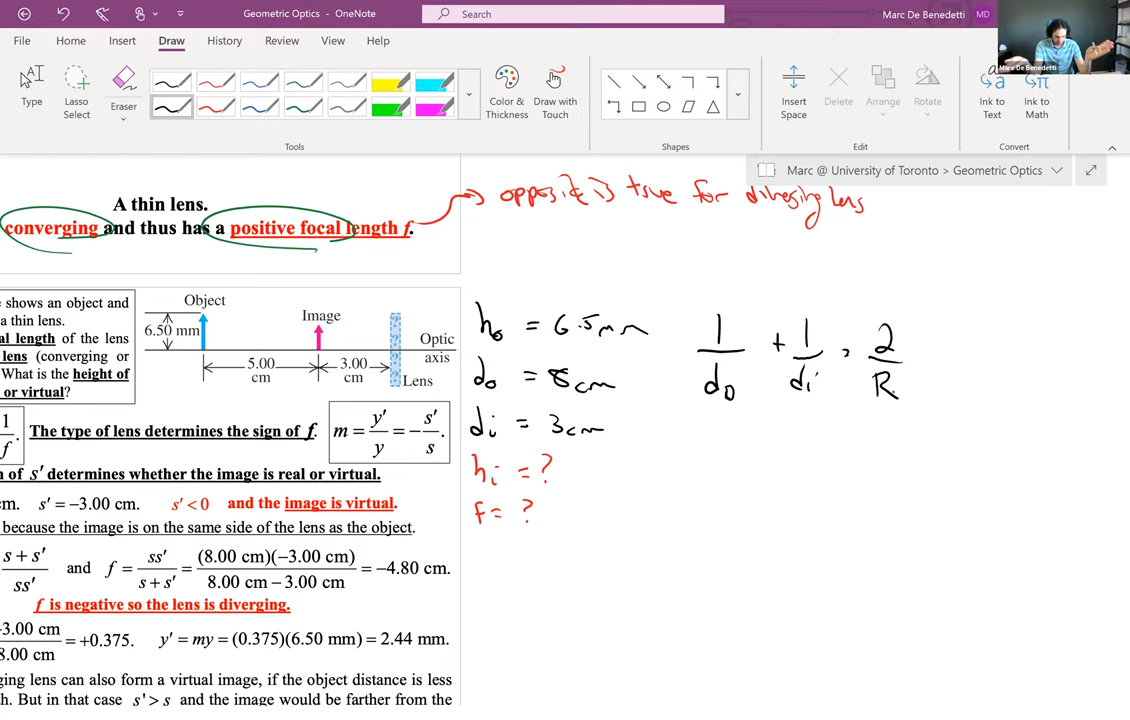 Geometric Optics - OneNote
Search
Marc De Benedetti
MD
File
Home
Insert
Draw
History
Review
View
Help
Marc De Benedetti
Type
Lasso Select
Eraser
Color & Thickness
Draw with Touch
Insert Space
Delete
Arrange
Rotate
Ink to Text
Ink to Math
Tools
Shapes
Edit
Convert
Marc @ University of Toronto > Geometric Optics
A thin lens.
converging and thus has a positive focal length f.
opposite is true for diverging lens
e shows an object and
a thin lens.
al length of the lens
lens (converging or
What is the height of
or virtual?
Object
6.50 mm
Image
Optic axis
5.00 cm
3.00 cm
Lens
h₀ = 6.5mm
d₀ = 8cm
di = 3cm
hi = ?
f = ?
1/d₀ + 1/di = 2/R
1/f. The type of lens determines the sign of f. m = y′/y = −s′/s.
n of s′ determines whether the image is real or virtual.
cm. s′ = −3.00 cm. s′ < 0 and the image is virtual.
because the image is on the same side of the lens as the object.
s + s′/ss′ and f = ss′/s + s′ = (8.00 cm)(−3.00 cm)/8.00 cm − 3.00 cm = −4.80 cm.
f is negative so the lens is diverging.
−3.00 cm/8.00 cm = +0.375. y′ = my = (0.375)(6.50 mm) = 2.44 mm.
ging lens can also form a virtual image, if the object distance is less
th. But in that case s′ > s and the image would be farther from the